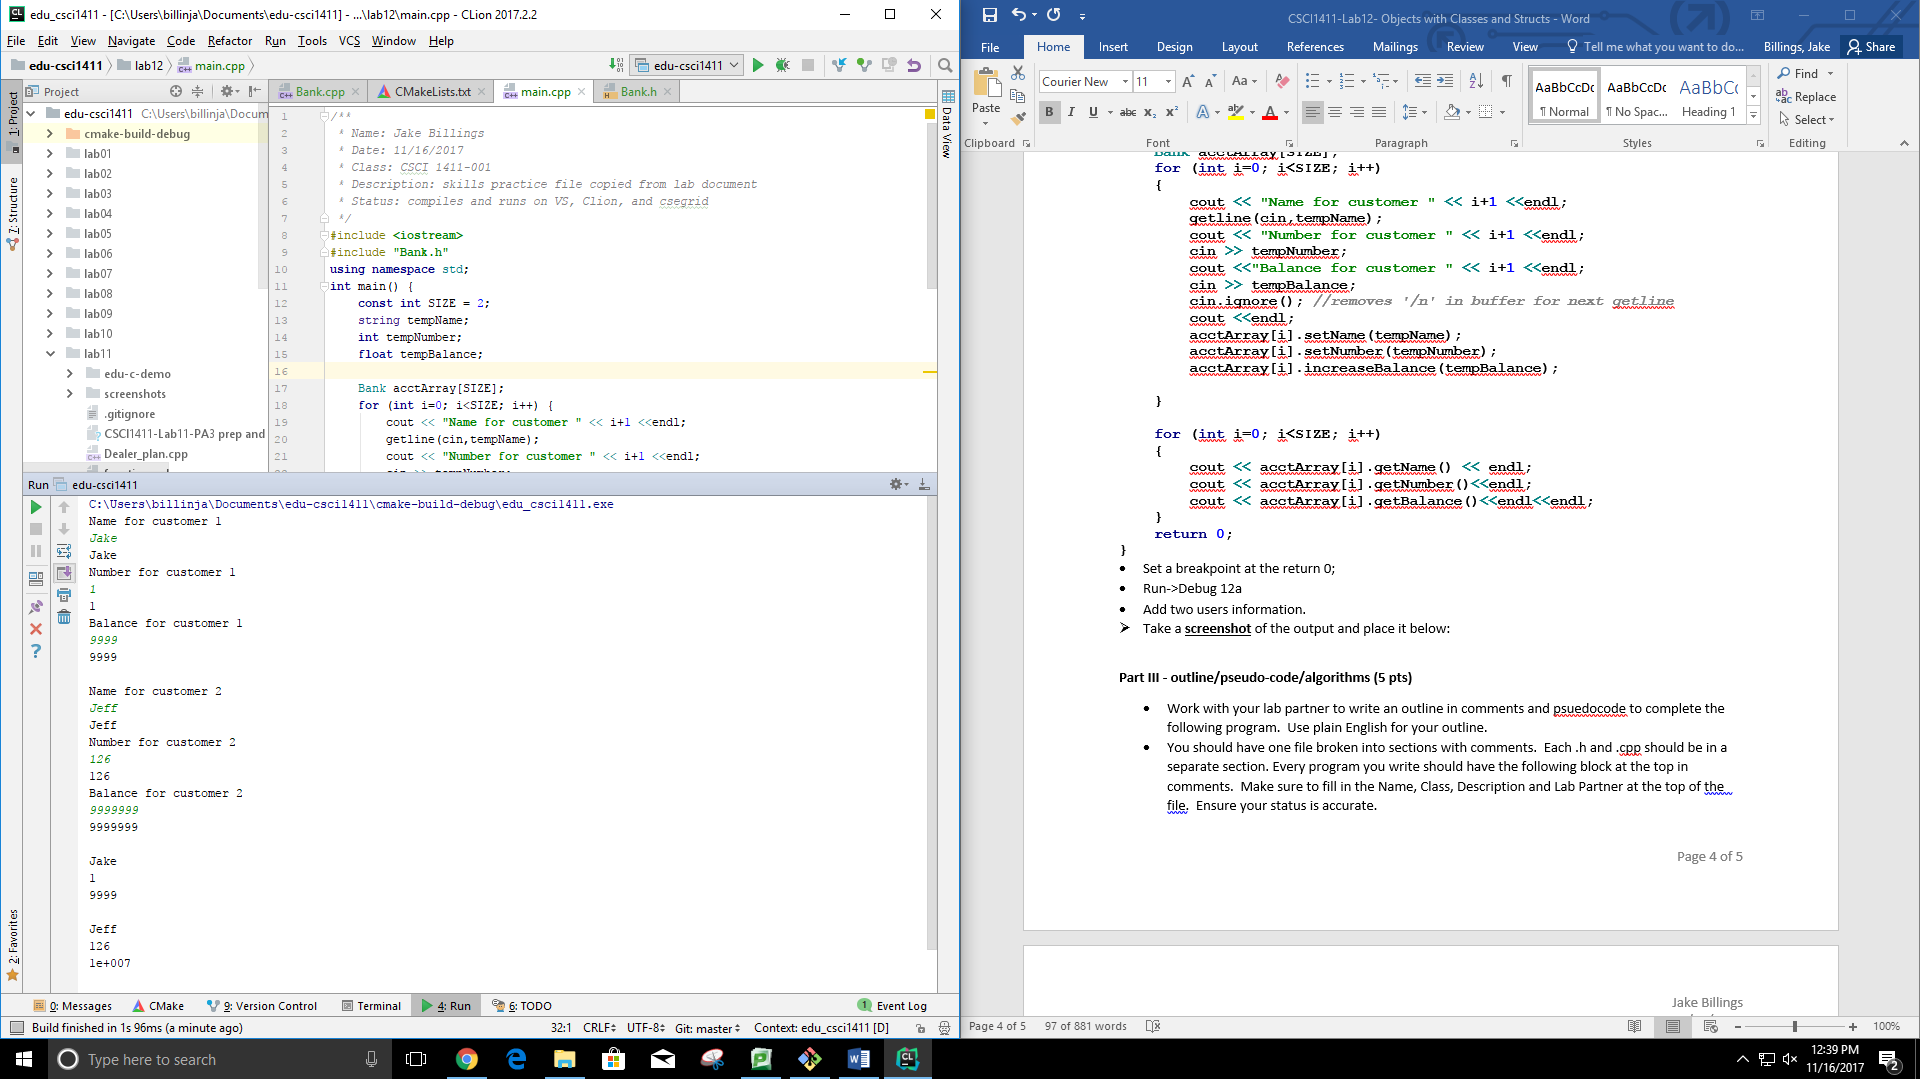 edu_csci1411 - [C:\Users\billinja\Documents\edu-csci1411] - ...\lab12\main.cpp - CLion 2017.2.2
File Edit View Navigate Code Refactor Run Tools VCS Window Help
edu-csci1411 lab12 main.cpp
edu-csci1411
Project
Bank.cpp CMakeLists.txt main.cpp Bank.h
1: Project
7: Structure
2: Favorites
Data View
edu-csci1411 C:\Users\billinja\Docum
cmake-build-debug
lab01
lab02
lab03
lab04
lab05
lab06
lab07
lab08
lab09
lab10
lab11
edu-c-demo
screenshots
.gitignore
CSCI1411-Lab11-PA3 prep and
Dealer_plan.cpp
1 /**
2 * Name: Jake Billings
3 * Date: 11/16/2017
4 * Class: CSCI 1411-001
5 * Description: skills practice file copied from lab document
6 * Status: compiles and runs on VS, Clion, and csegrid
7 */
8 #include <iostream>
9 #include "Bank.h"
10 using namespace std;
11 int main() {
12 const int SIZE = 2;
13 string tempName;
14 int tempNumber;
15 float tempBalance;
16
17 Bank acctArray[SIZE];
18 for (int i=0; i<SIZE; i++) {
19 cout << "Name for customer " << i+1 <<endl;
20 getline(cin,tempName);
21 cout << "Number for customer " << i+1 <<endl;
Run edu-csci1411
C:\Users\billinja\Documents\edu-csci1411\cmake-build-debug\edu_csci1411.exe
Name for customer 1
Jake
Jake
Number for customer 1
1
1
Balance for customer 1
9999
9999
Name for customer 2
Jeff
Jeff
Number for customer 2
126
126
Balance for customer 2
9999999
9999999
Jake
1
9999
Jeff
126
1e+007
0: Messages CMake 9: Version Control Terminal 4: Run 6: TODO 1 Event Log
Build finished in 1s 96ms (a minute ago) 32:1 CRLF UTF-8 Git: master Context: edu_csci1411 [D]
CSCI1411-Lab12- Objects with Classes and Structs - Word
File Home Insert Design Layout References Mailings Review View Tell me what you want to do... Billings, Jake Share
Paste
Courier New 11 Aa
B I U abc x₂ x² A A
AaBbCcDc AaBbCcDc AaBbCc
¶ Normal ¶ No Spac... Heading 1
Find
Replace
Select
Clipboard Font Paragraph Styles Editing
Bank acctArray[SIZE];
for (int i=0; i<SIZE; i++)
{
cout << "Name for customer " << i+1 <<endl;
getline(cin,tempName);
cout << "Number for customer " << i+1 <<endl;
cin >> tempNumber;
cout <<"Balance for customer " << i+1 <<endl;
cin >> tempBalance;
cin.ignore(); //removes '/n' in buffer for next getline
cout <<endl;
acctArray[i].setName(tempName);
acctArray[i].setNumber(tempNumber);
acctArray[i].increaseBalance(tempBalance);
}
for (int i=0; i<SIZE; i++)
{
cout << acctArray[i].getName() << endl;
cout << acctArray[i].getNumber()<<endl;
cout << acctArray[i].getBalance()<<endl<<endl;
}
return 0;
}
• Set a breakpoint at the return 0;
• Run->Debug 12a
• Add two users information.
➢ Take a screenshot of the output and place it below:
Part III - outline/pseudo-code/algorithms (5 pts)
• Work with your lab partner to write an outline in comments and psuedocode to complete the
following program. Use plain English for your outline.
• You should have one file broken into sections with comments. Each .h and .cpp should be in a
separate section. Every program you write should have the following block at the top in
comments. Make sure to fill in the Name, Class, Description and Lab Partner at the top of the
file. Ensure your status is accurate.
Page 4 of 5
Jake Billings
Page 4 of 5 97 of 881 words 100%
Type here to search
12:39 PM
11/16/2017
2